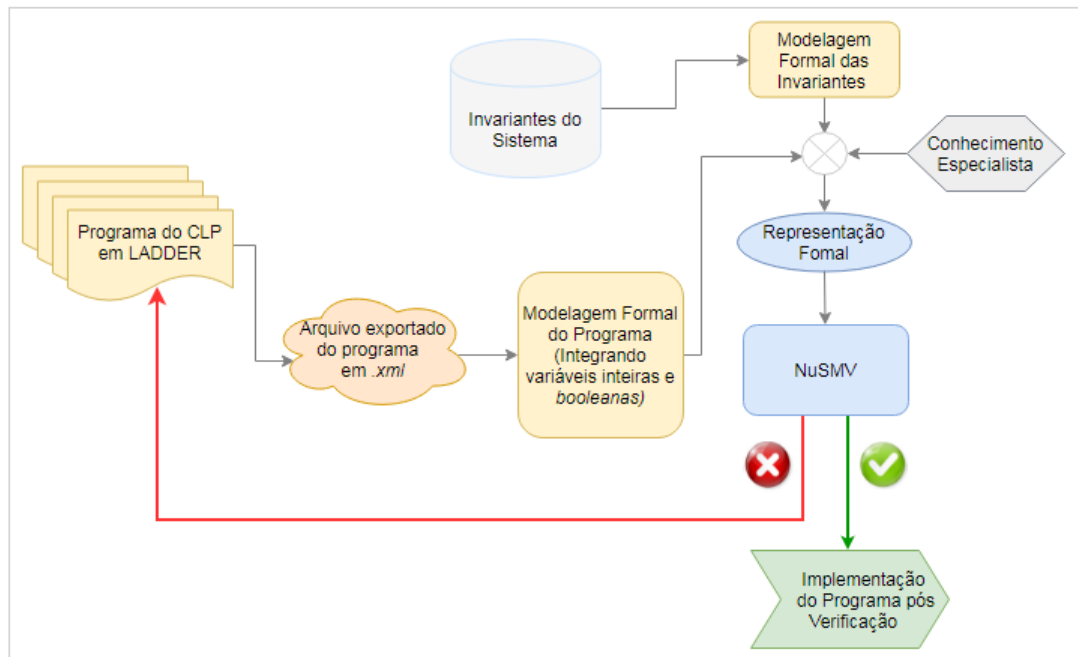 Modelagem
Formal das
Invariantes
Invariantes do
Sistema
Conhecimento
Especialista
Programa do CLP
em LADDER
Representação
Fomal
Arquivo exportado
do programa
em .xml
Modelagem Formal
do Programa
(Integrando
variáveis inteiras e
booleanas)
NuSMV
Implementação
do Programa pós
Verificação